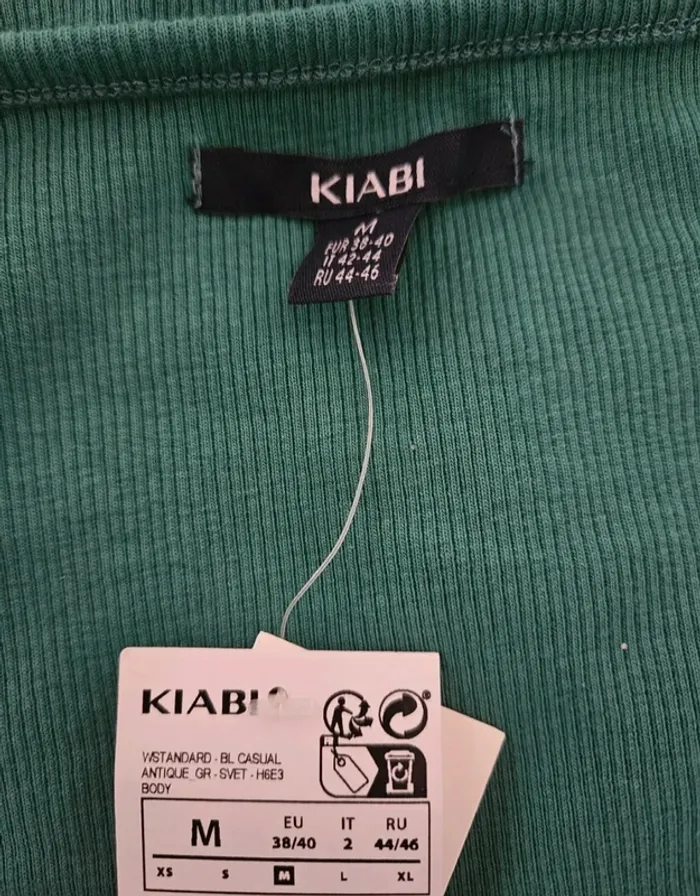 KIABI
M
EUR 38-40
IT 42-44
RU 44-46
KIABI
WSTANDARD - BL CASUAL
ANTIQUE_GR - SVET - H6E3
BODY
M
EU IT RU
38/40 2 44/46
XS S M L XL